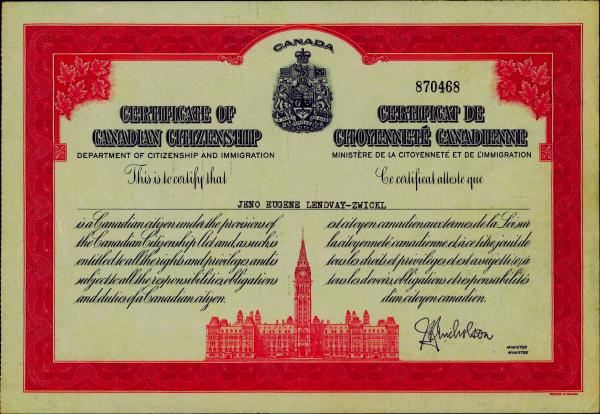 CANADA
870468
CERTIFICATE OF
CANADIAN CITIZENSHIP
DEPARTMENT OF CITIZENSHIP AND IMMIGRATION
This is to certify that
CERTIFICAT DE
CITOYENNETÉ CANADIENNE
MINISTÈRE DE LA CITOYENNETÉ ET DE L'IMMIGRATION
Ce certificat atteste que
JENO EUGENE LENDVAY-ZWICKL
is a Canadian citizen under the provisions of
the Canadian Citizenship Act and, as such, is
entitled to all the rights and privileges and is
subject to all the responsibilities, obligations
and duties of a Canadian citizen.
est citoyen canadien aux termes de la Loi sur
la citoyenneté canadienne et à ce titre, jouit de
tous les droits et privilèges et est assujetti(e) à
tous les devoirs, obligations et responsabilités
d'un citoyen canadien.
Nicholson
MINISTER
MINISTRE
PRINTED IN CANADA